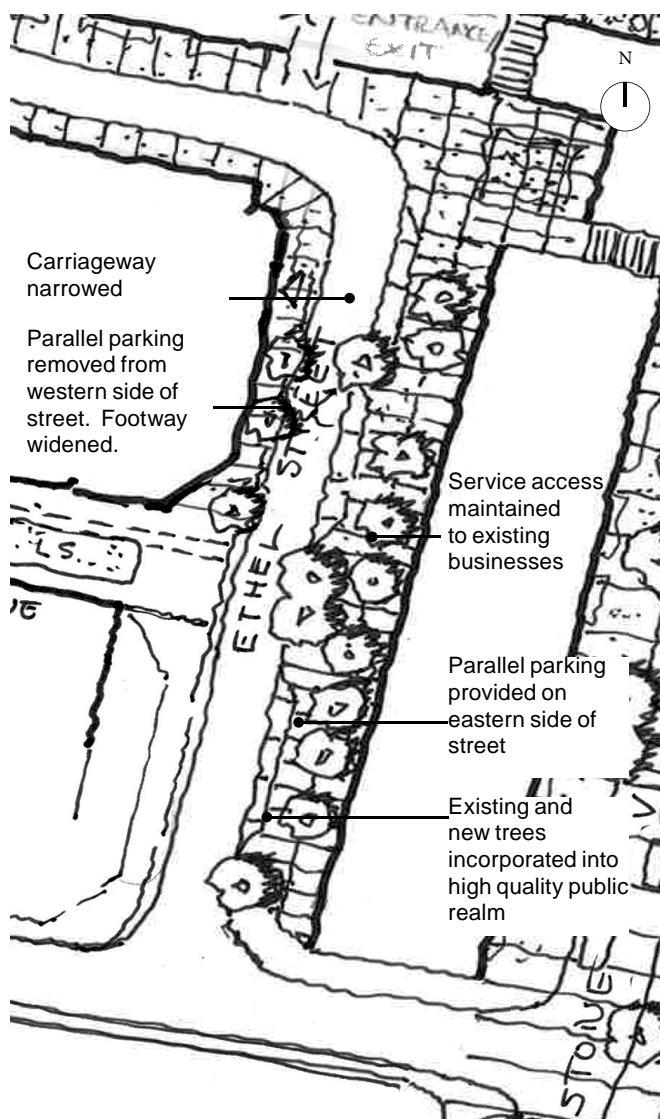 ENTRANCE/
EXIT
N
Carriageway
narrowed
Parallel parking
removed from
western side of
street. Footway
widened.
ETHEL STREET
Service access
maintained
to existing
businesses
LS
Parallel parking
provided on
eastern side of
street
Existing and
new trees
incorporated into
high quality public
realm
STONE